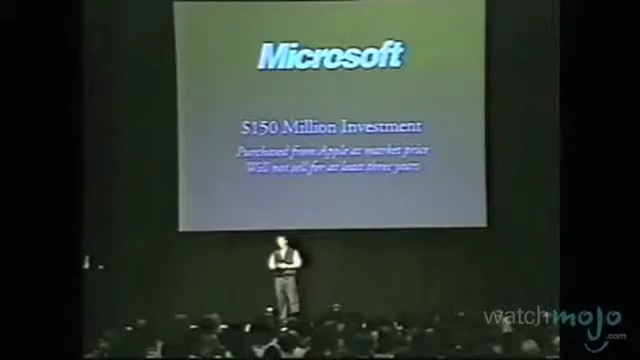 Microsoft
$150 Million Investment
Purchased from Apple at market price
Will not sell for at least three years
watchmojo
.com